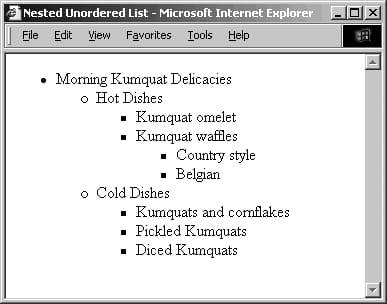 Nested Unordered List - Microsoft Internet Explorer
File Edit View Favorites Tools Help
Morning Kumquat Delicacies
Hot Dishes
Kumquat omelet
Kumquat waffles
Country style
Belgian
Cold Dishes
Kumquats and cornflakes
Pickled Kumquats
Diced Kumquats